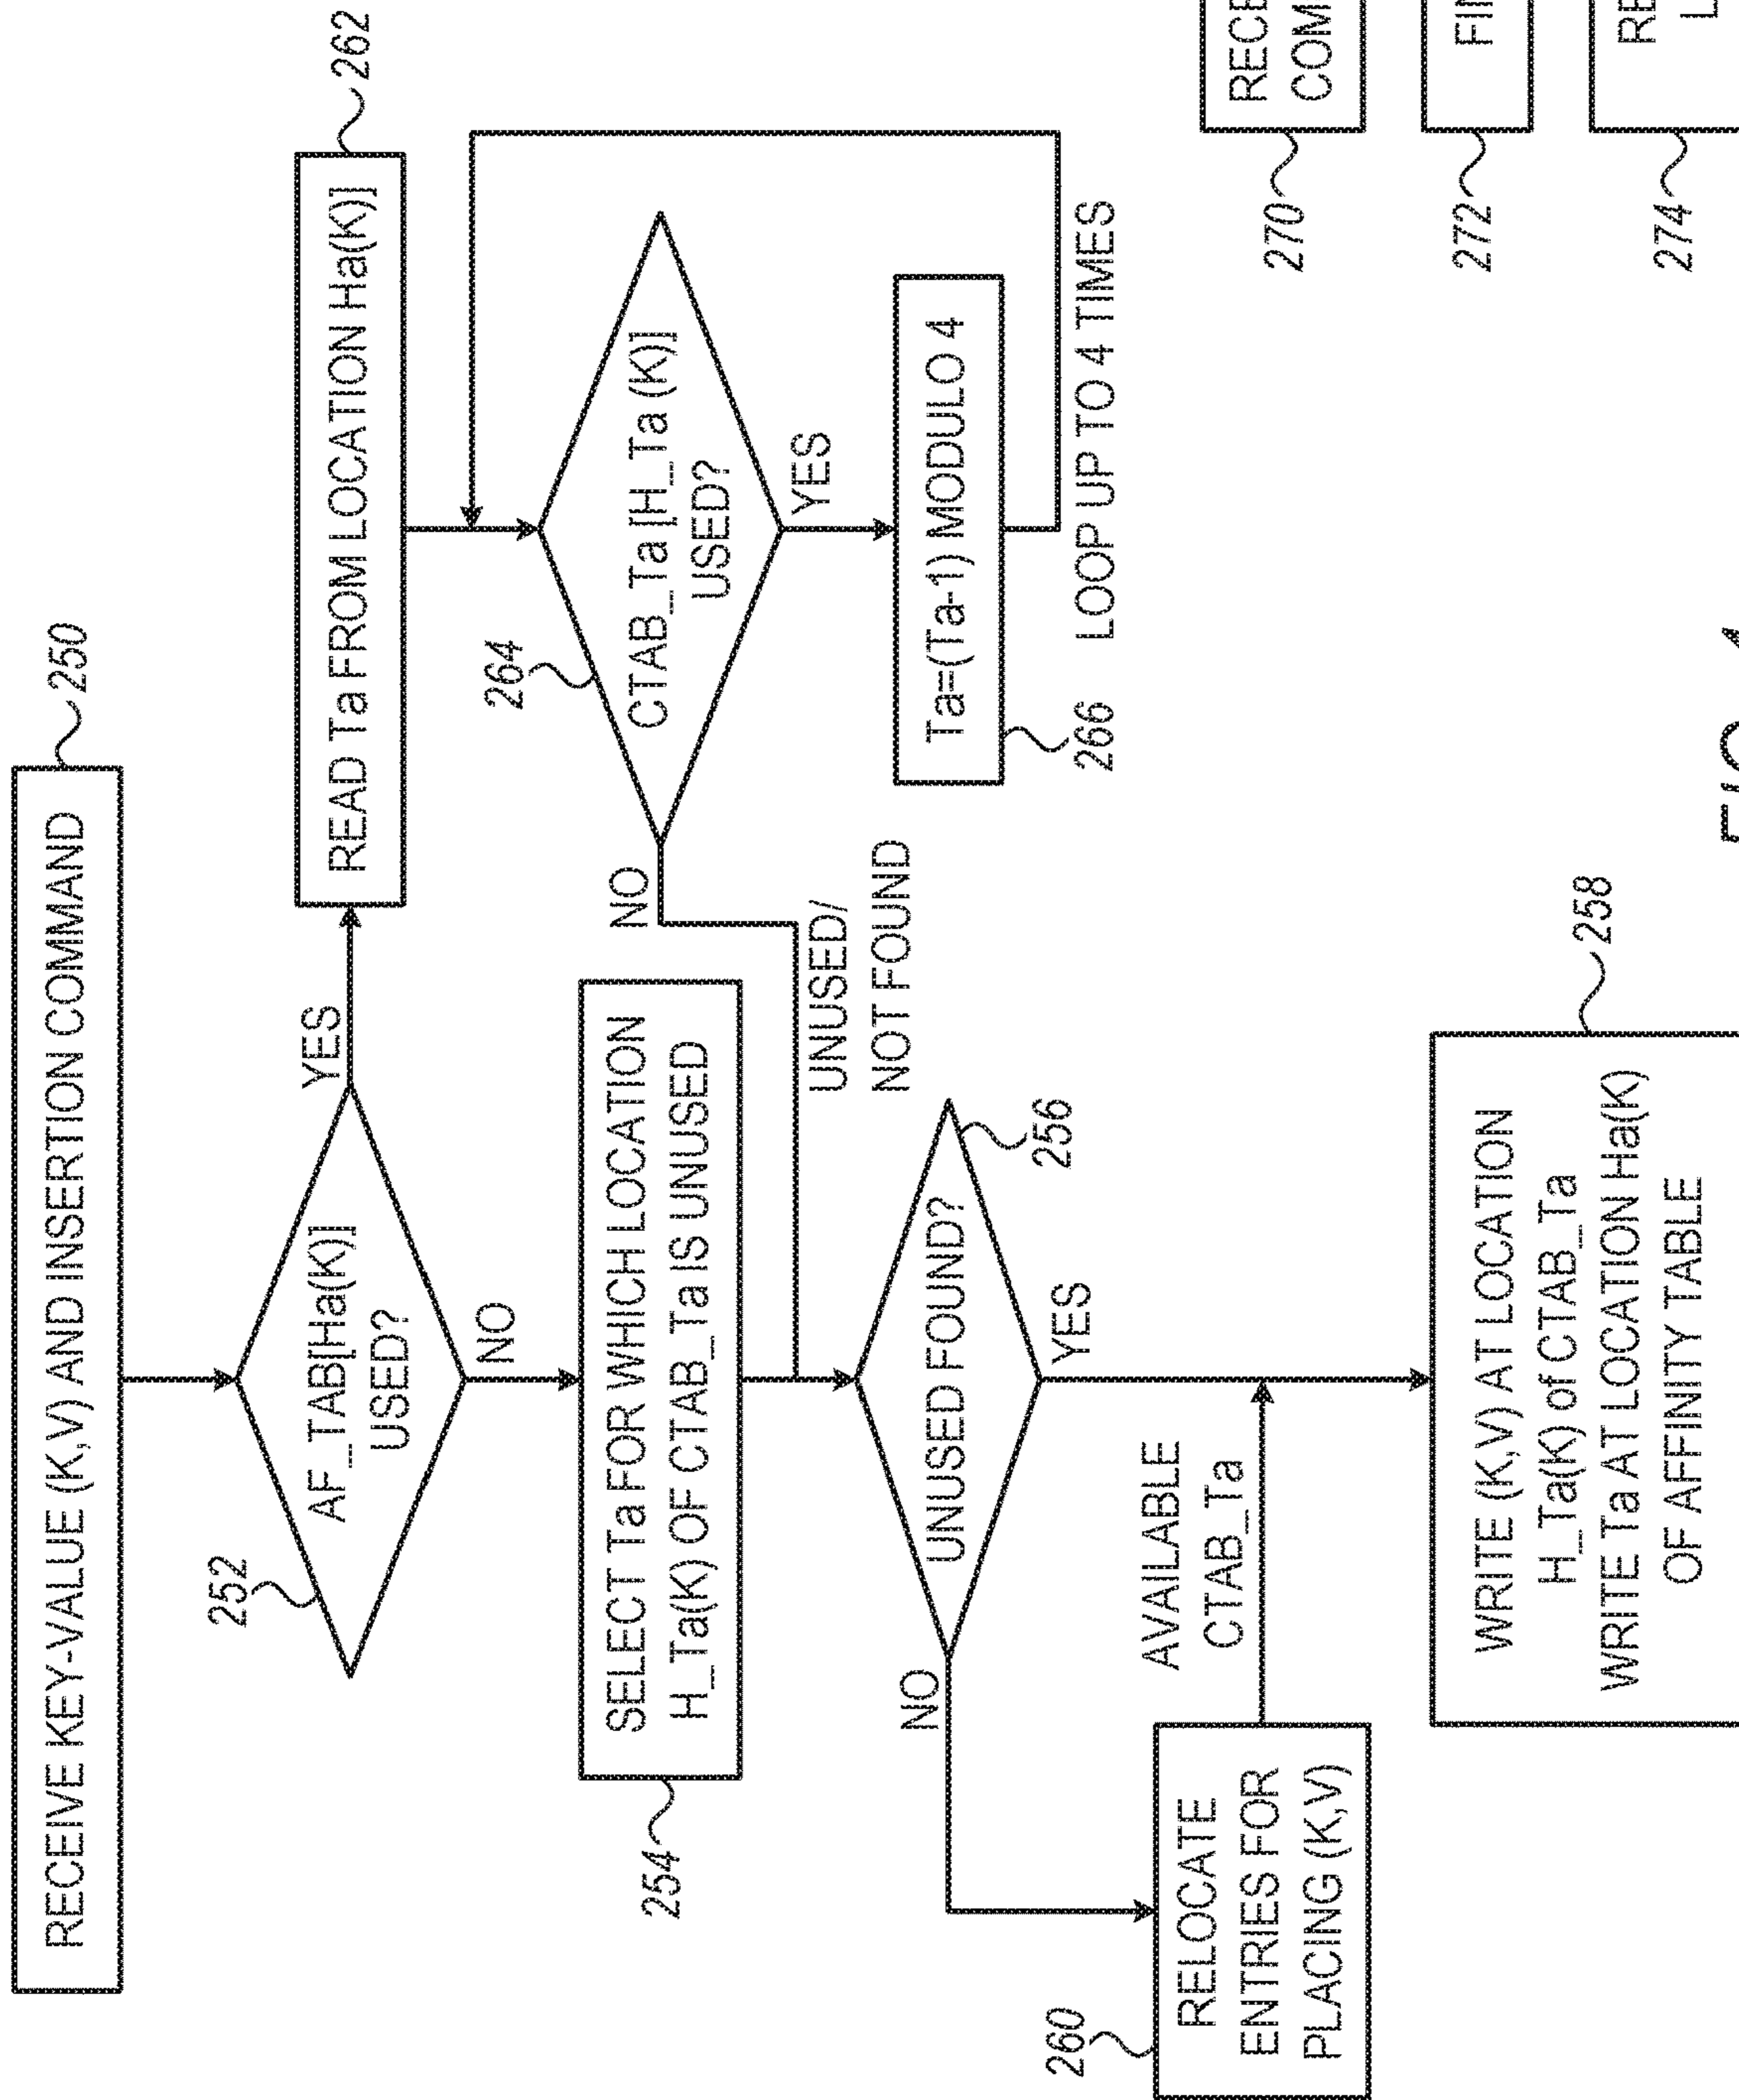 RECEIVE KEY-VALUE (K,V) AND INSERTION COMMAND
250
252
AF_TAB[Ha(K)]
USED?
YES
NO
READ Ta FROM LOCATION Ha(K)]
262
254
SELECT Ta FOR WHICH LOCATION
H_Ta(K) OF CTAB_Ta IS UNUSED
264
CTAB_Ta [H_Ta (K)]
USED?
NO
YES
UNUSED/
NOT FOUND
Ta=(Ta-1) MODULO 4
266
LOOP UP TO 4 TIMES
UNUSED FOUND?
256
NO
YES
260
RELOCATE
ENTRIES FOR
PLACING (K,V)
AVAILABLE
CTAB_Ta
258
WRITE (K,V) AT LOCATION
H_Ta(K) of CTAB_Ta
WRITE Ta AT LOCATION Ha(K)
OF AFFINITY TABLE
270
RECE
COM
272
FIN
274
RE